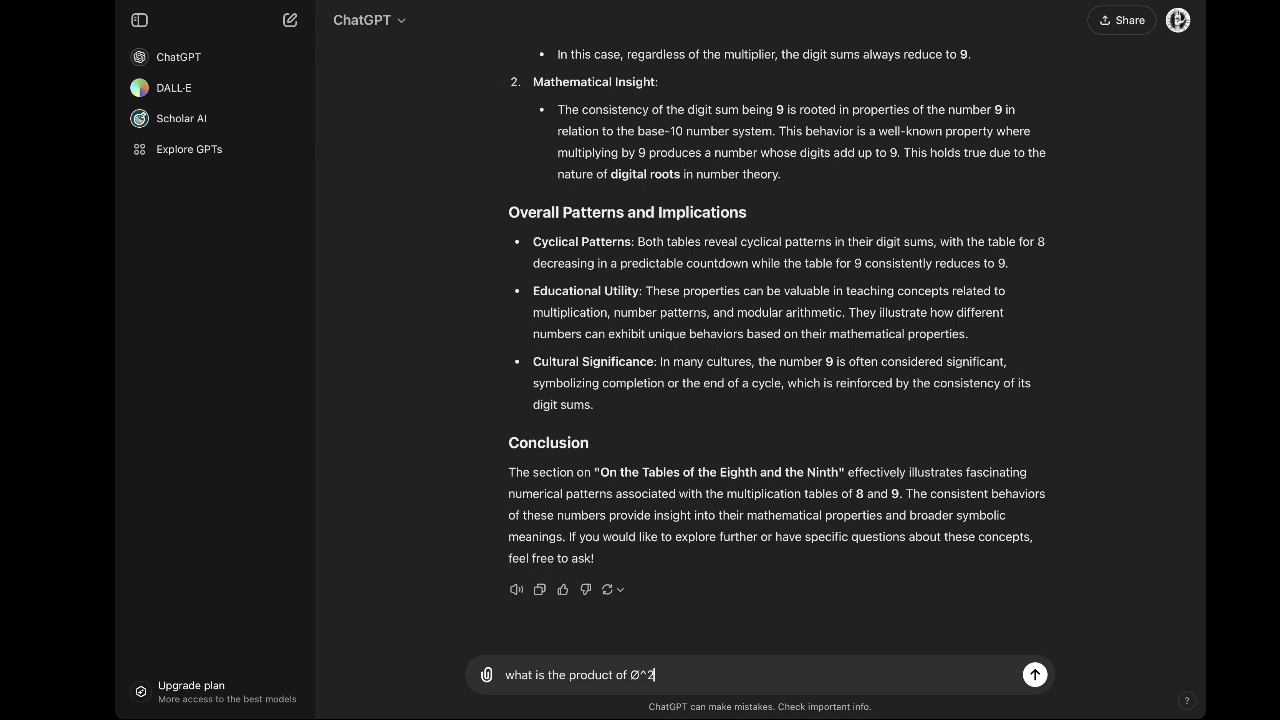 ChatGPT
Share
ChatGPT
DALL·E
Scholar AI
Explore GPTs
• In this case, regardless of the multiplier, the digit sums always reduce to 9.
2. Mathematical Insight:
• The consistency of the digit sum being 9 is rooted in properties of the number 9 in
relation to the base-10 number system. This behavior is a well-known property where
multiplying by 9 produces a number whose digits add up to 9. This holds true due to the
nature of digital roots in number theory.
Overall Patterns and Implications
• Cyclical Patterns: Both tables reveal cyclical patterns in their digit sums, with the table for 8
decreasing in a predictable countdown while the table for 9 consistently reduces to 9.
• Educational Utility: These properties can be valuable in teaching concepts related to
multiplication, number patterns, and modular arithmetic. They illustrate how different
numbers can exhibit unique behaviors based on their mathematical properties.
• Cultural Significance: In many cultures, the number 9 is often considered significant,
symbolizing completion or the end of a cycle, which is reinforced by the consistency of its
digit sums.
Conclusion
The section on "On the Tables of the Eighth and the Ninth" effectively illustrates fascinating
numerical patterns associated with the multiplication tables of 8 and 9. The consistent behaviors
of these numbers provide insight into their mathematical properties and broader symbolic
meanings. If you would like to explore further or have specific questions about these concepts,
feel free to ask!
what is the product of Ø^2
Upgrade plan
More access to the best models
ChatGPT can make mistakes. Check important info.
?